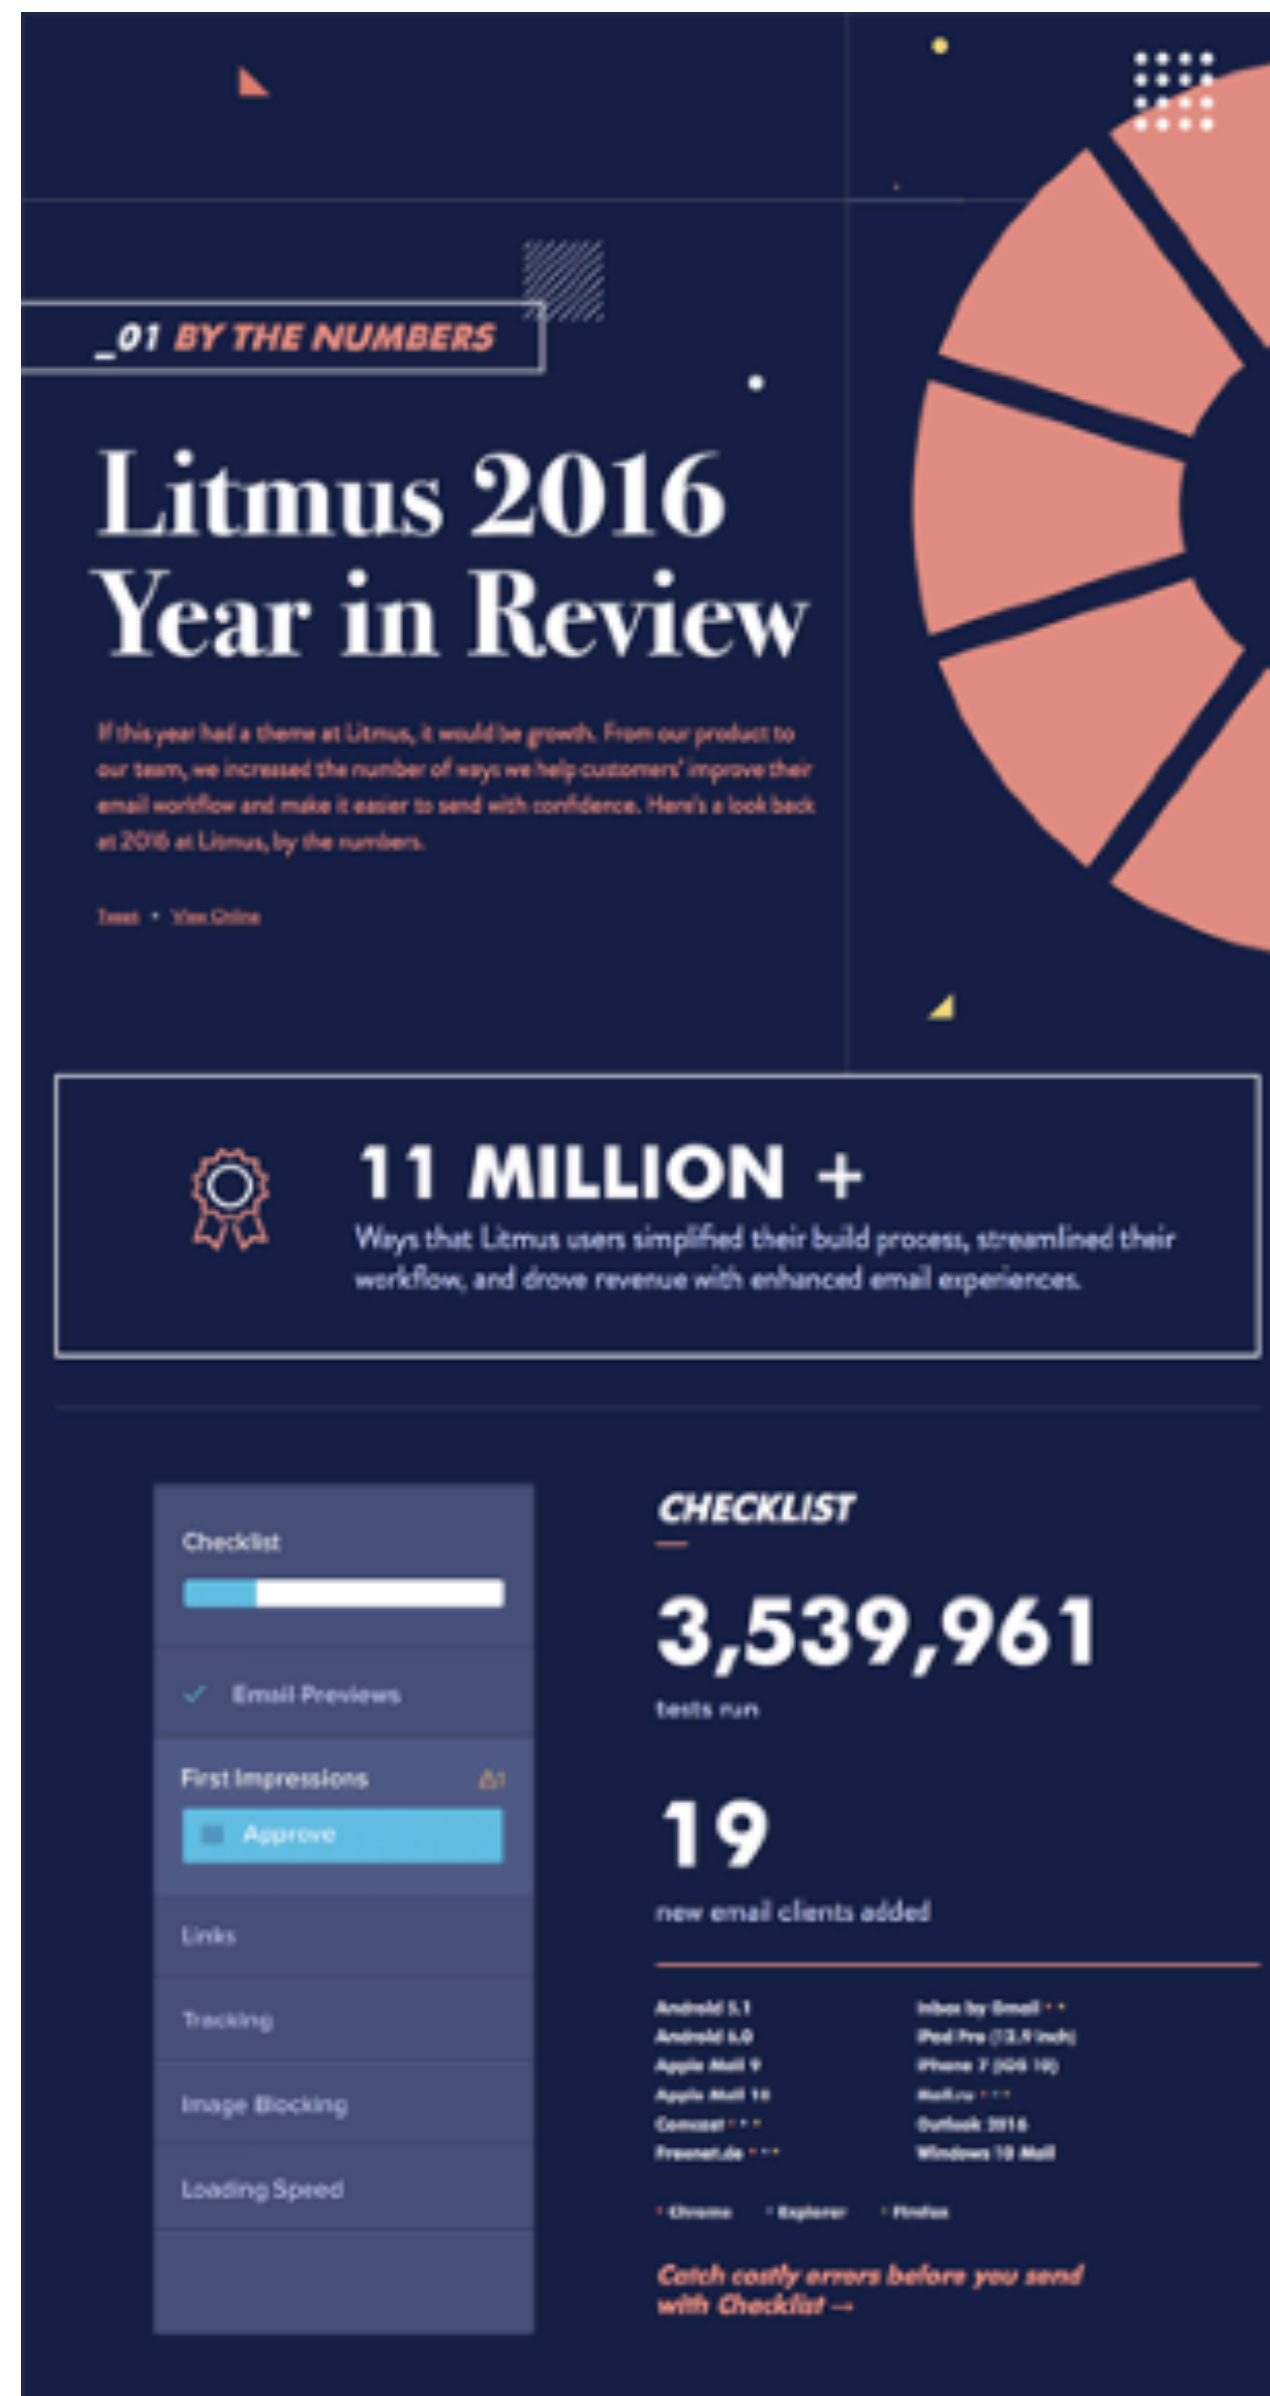 _01 BY THE NUMBERS
Litmus 2016
Year in Review
If this year had a theme at Litmus, it would be growth. From our product to
our team, we increased the number of ways we help customers' improve their
email workflow and make it easier to send with confidence. Here's a look back
at 2016 at Litmus, by the numbers.
Tweet • View Online
11 MILLION +
Ways that Litmus users simplified their build process, streamlined their
workflow, and drove revenue with enhanced email experiences.
Checklist
Email Previews
First Impressions
Approve
Links
Tracking
Image Blocking
Loading Speed
CHECKLIST
3,539,961
tests run
19
new email clients added
Android 5.1
Android 6.0
Apple Mail 9
Apple Mail 10
Comcast
Freenet.de
Inbox by Gmail
iPad Pro (12.9 inch)
iPhone 7 (iOS 10)
Mail.ru
Outlook 2016
Windows 10 Mail
Chrome Explorer Firefox
Catch costly errors before you send
with Checklist →